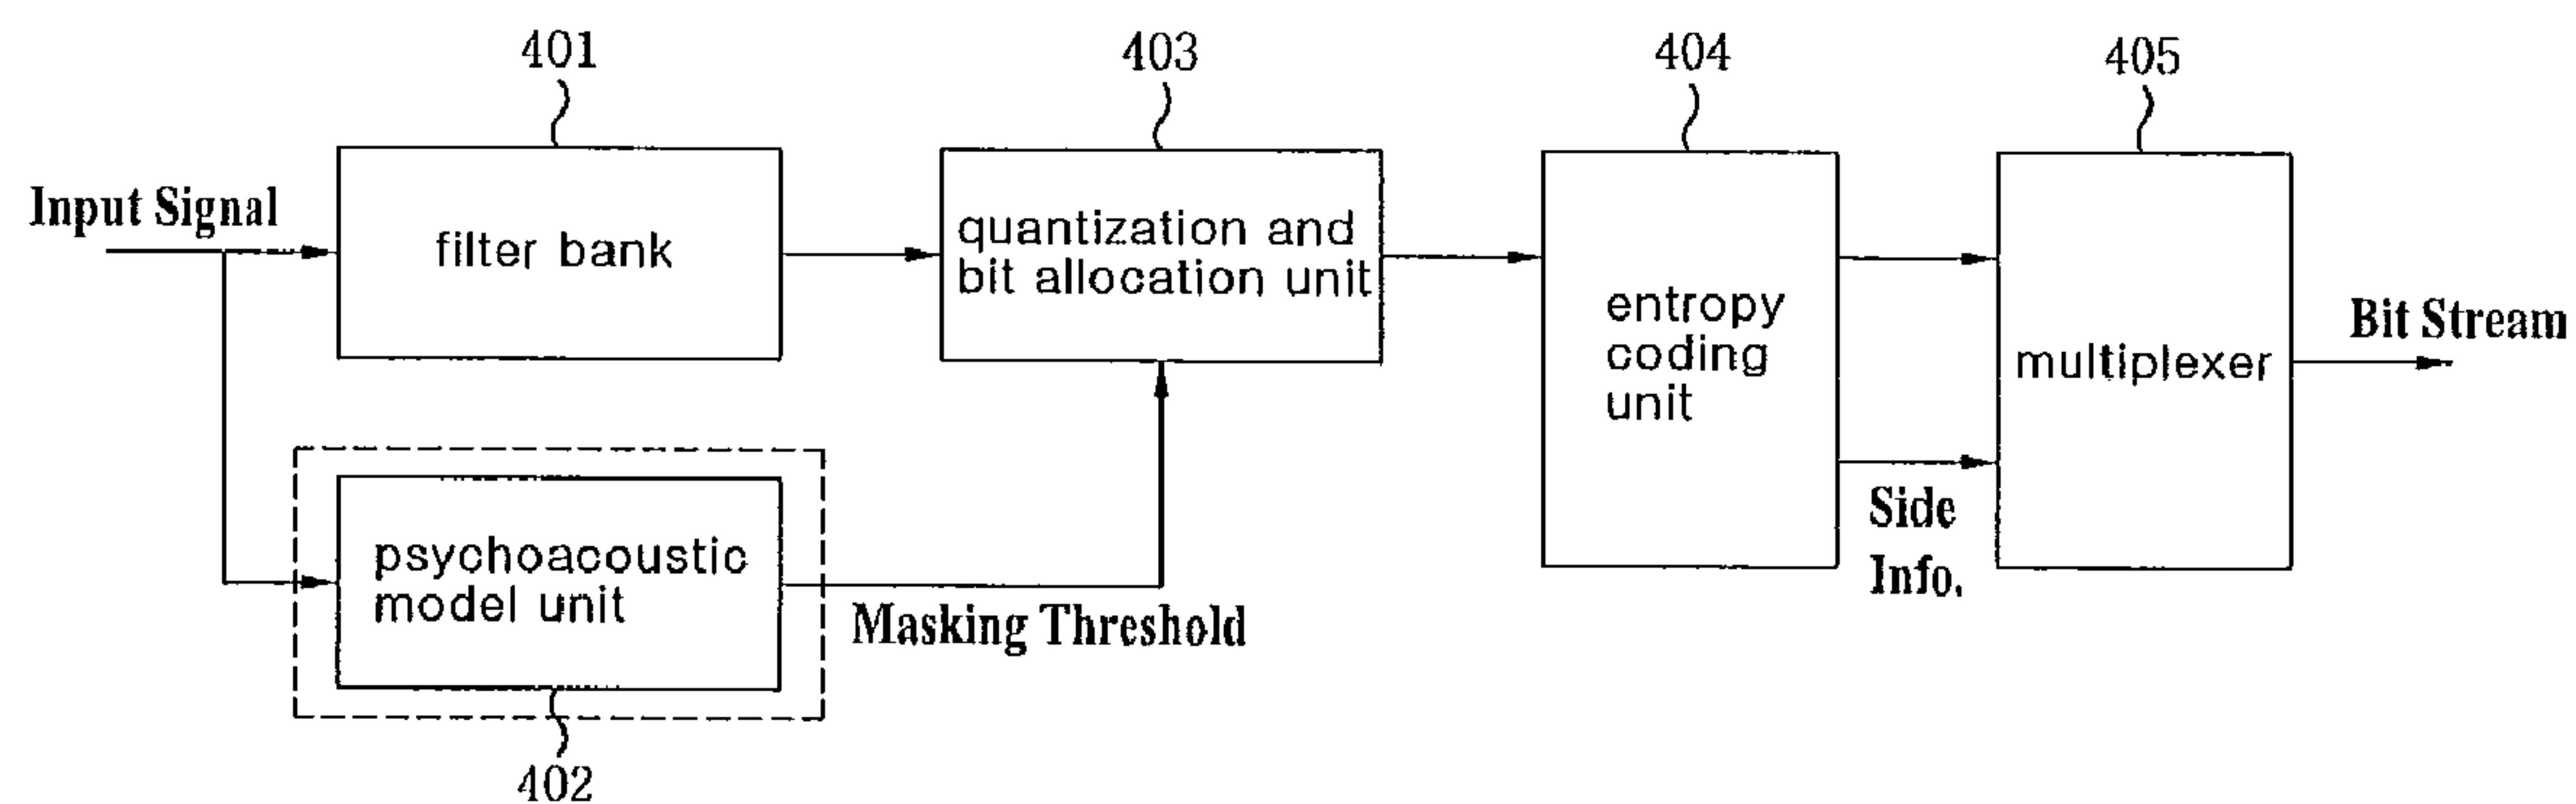 401
403
404
405
Input Signal
filter bank
quantization and
bit allocation unit
entropy
coding
unit
multiplexer
Bit Stream
Side
Info.
psychoacoustic
model unit
Masking Threshold
402